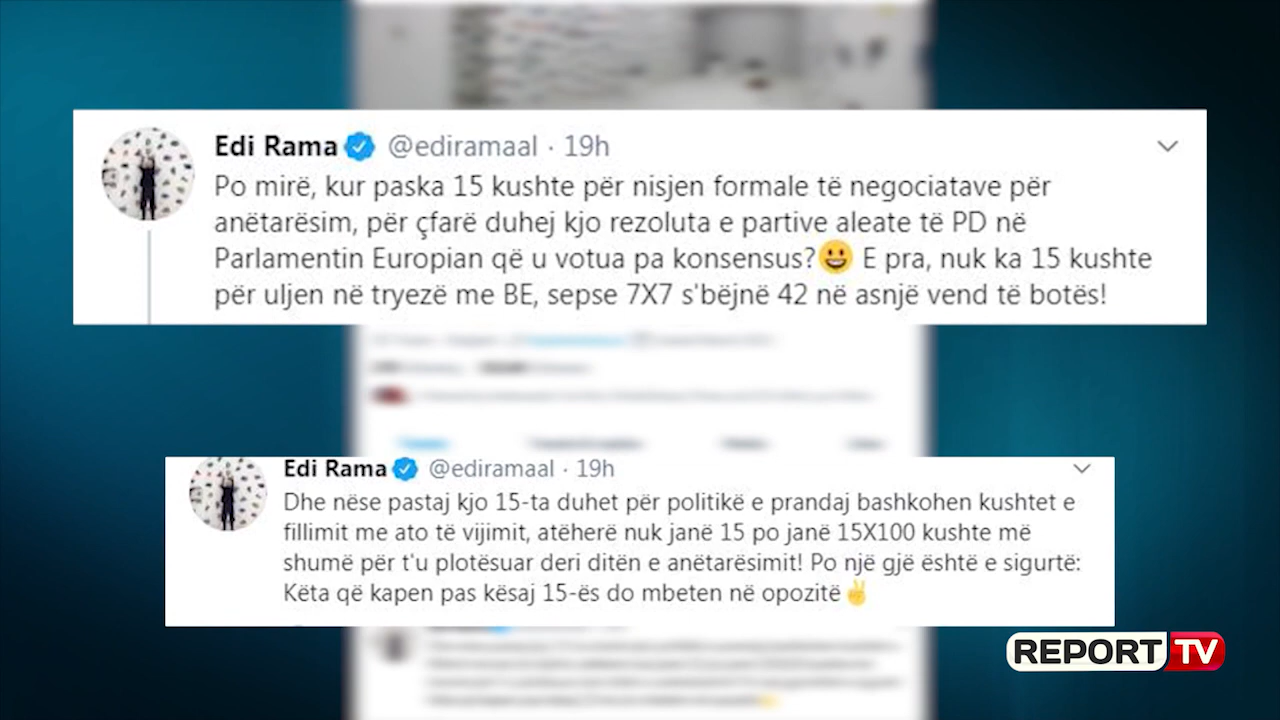 Edi Rama @ediramaal · 19h
Po mirë, kur paska 15 kushte për nisjen formale të negociatave për
anëtarësim, për çfarë duhej kjo rezoluta e partive aleate të PD në
Parlamentin Europian që u votua pa konsensus?😀 E pra, nuk ka 15 kushte
për uljen në tryezë me BE, sepse 7X7 s'bëjnë 42 në asnjë vend të botës!
Edi Rama @ediramaal · 19h
Dhe nëse pastaj kjo 15-ta duhet për politikë e prandaj bashkohen kushtet e
fillimit me ato të vijimit, atëherë nuk janë 15 po janë 15X100 kushte më
shumë për t'u plotësuar deri ditën e anëtarësimit! Po një gjë është e sigurtë:
Këta që kapen pas kësaj 15-ës do mbeten në opozitë✌
REPORT TV